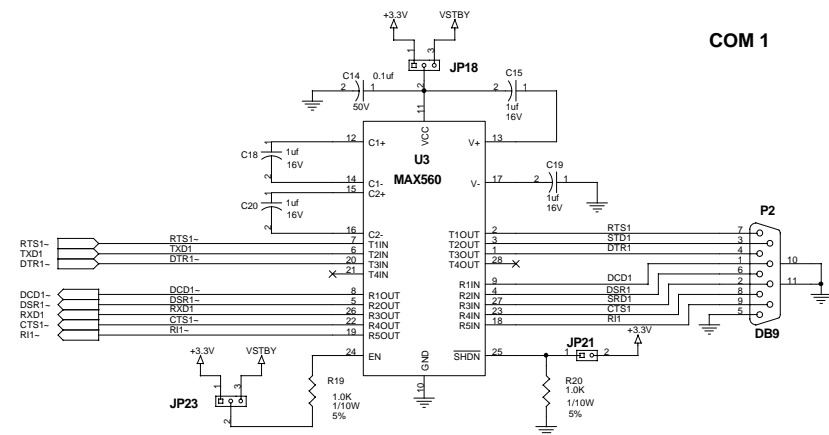 +3.3V
VSTBY
COM 1
1
3
JP18
2
C14
0.1uf
2
1
50V
C15
2
1
1uf
16V
11
VCC
12
C1+
V+
13
1
C18
1uf
16V
2
U3
MAX560
14
C1-
15
C2+
V-
17
C19
2
1
1uf
16V
1
C20
1uf
16V
2
16
C2-
P2
RTS1~
RTS1~
7
T1IN
T1OUT
2
RTS1
7
TXD1
TXD1
6
T2IN
T2OUT
3
STD1
3
DTR1~
DTR1~
20
T3IN
T3OUT
1
DTR1
4
21
T4IN
T4OUT
28
1
10
DCD1~
DCD1~
8
R1OUT
R1IN
9
DCD1
6
DSR1~
DSR1~
5
R2OUT
R2IN
4
DSR1
2
11
RXD1
RXD1
26
R3OUT
R3IN
27
SRD1
8
CTS1~
CTS1~
22
R4OUT
R4IN
23
CTS1
9
RI1~
RI1~
19
R5OUT
R5IN
18
RI1
5
DB9
+3.3V
VSTBY
24
EN
GND
10
SHDN
25
JP21
1
2
+3.3V
1
3
JP23
2
R19
1.0K
1/10W
5%
R20
1.0K
1/10W
5%